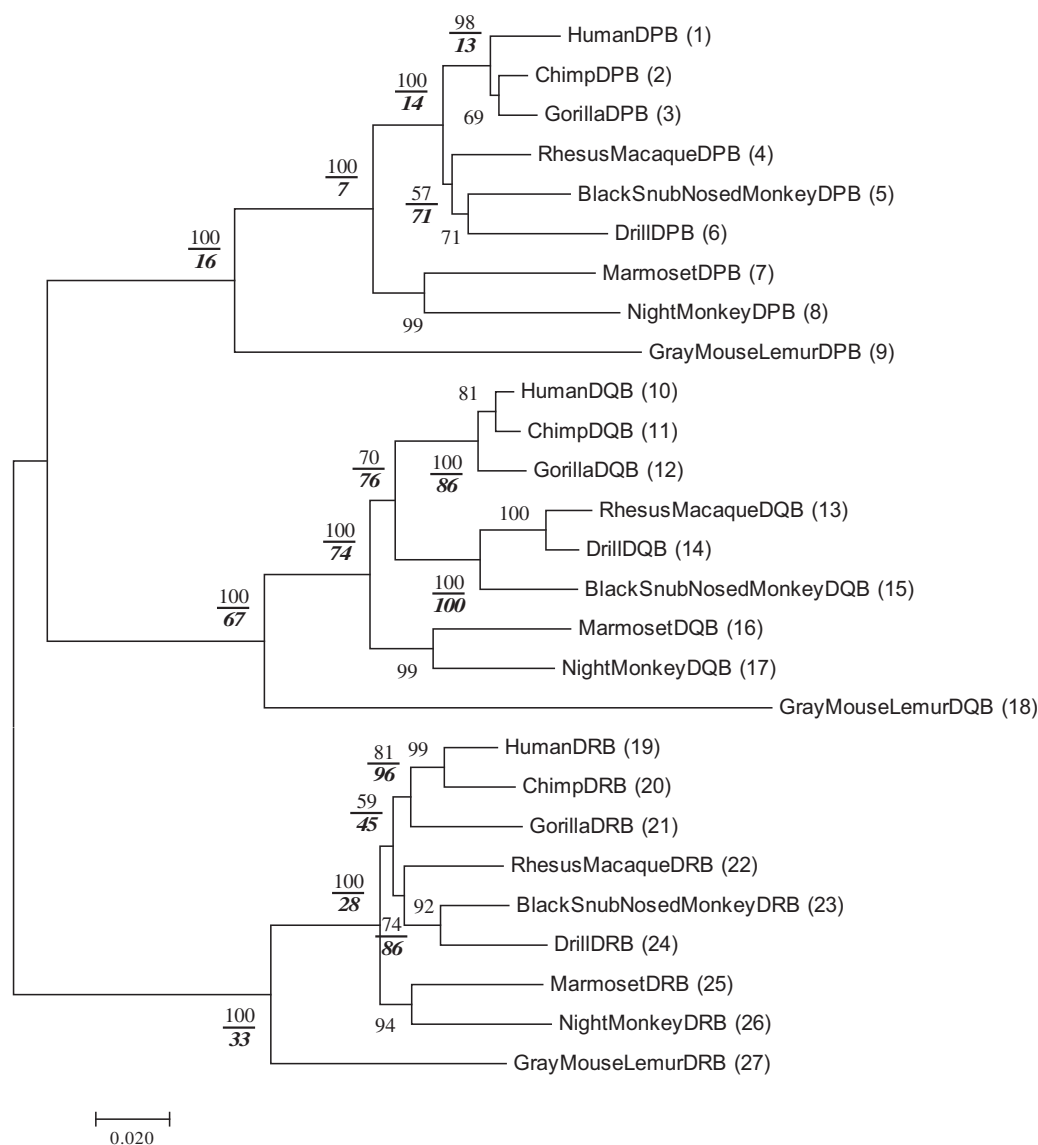 98
13
HumanDPB (1)
100
14
ChimpDPB (2)
69
GorillaDPB (3)
RhesusMacaqueDPB (4)
100
7
57
71
BlackSnubNosedMonkeyDPB (5)
71
DrillDPB (6)
100
16
MarmosetDPB (7)
99
NightMonkeyDPB (8)
GrayMouseLemurDPB (9)
81
HumanDQB (10)
ChimpDQB (11)
70
76
100
86
GorillaDQB (12)
100
RhesusMacaqueDQB (13)
100
74
DrillDQB (14)
100
100
BlackSnubNosedMonkeyDQB (15)
100
67
MarmosetDQB (16)
99
NightMonkeyDQB (17)
GrayMouseLemurDQB (18)
81
96
99
HumanDRB (19)
ChimpDRB (20)
59
45
GorillaDRB (21)
RhesusMacaqueDRB (22)
100
28
92
BlackSnubNosedMonkeyDRB (23)
74
86
DrillDRB (24)
MarmosetDRB (25)
94
NightMonkeyDRB (26)
100
33
GrayMouseLemurDRB (27)
0.020